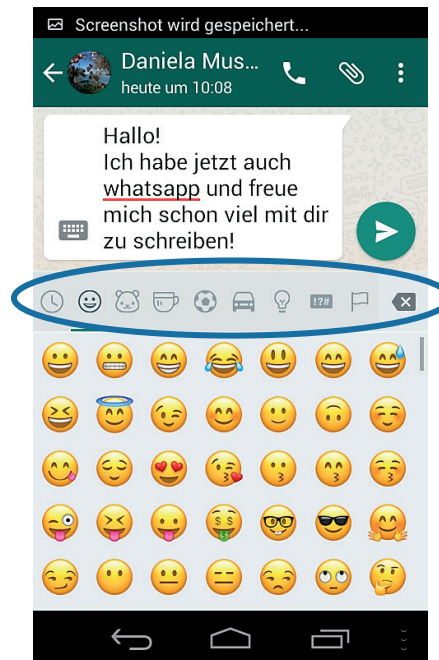 Screenshot wird gespeichert...
Daniela Mus...
heute um 10:08
Hallo!
Ich habe jetzt auch
whatsapp und freue
mich schon viel mit dir
zu schreiben!
!?#